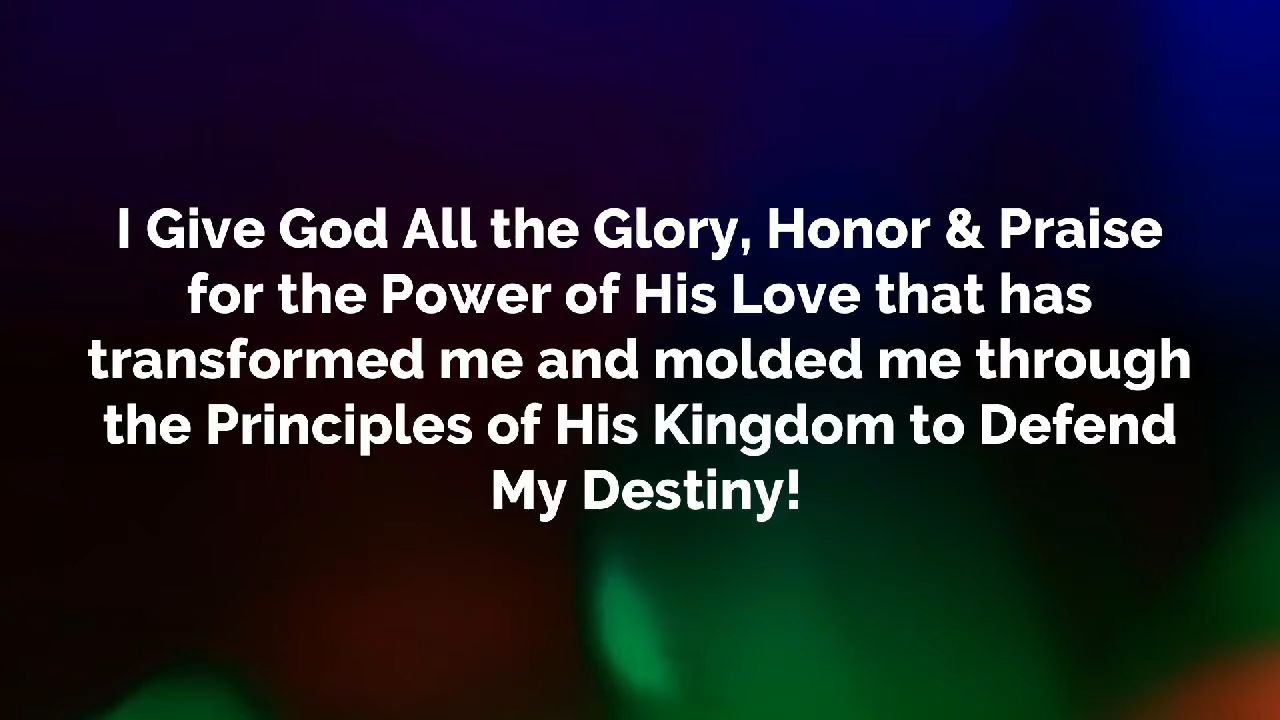 I Give God All the Glory, Honor & Praise
for the Power of His Love that has
transformed me and molded me through
the Principles of His Kingdom to Defend
My Destiny!